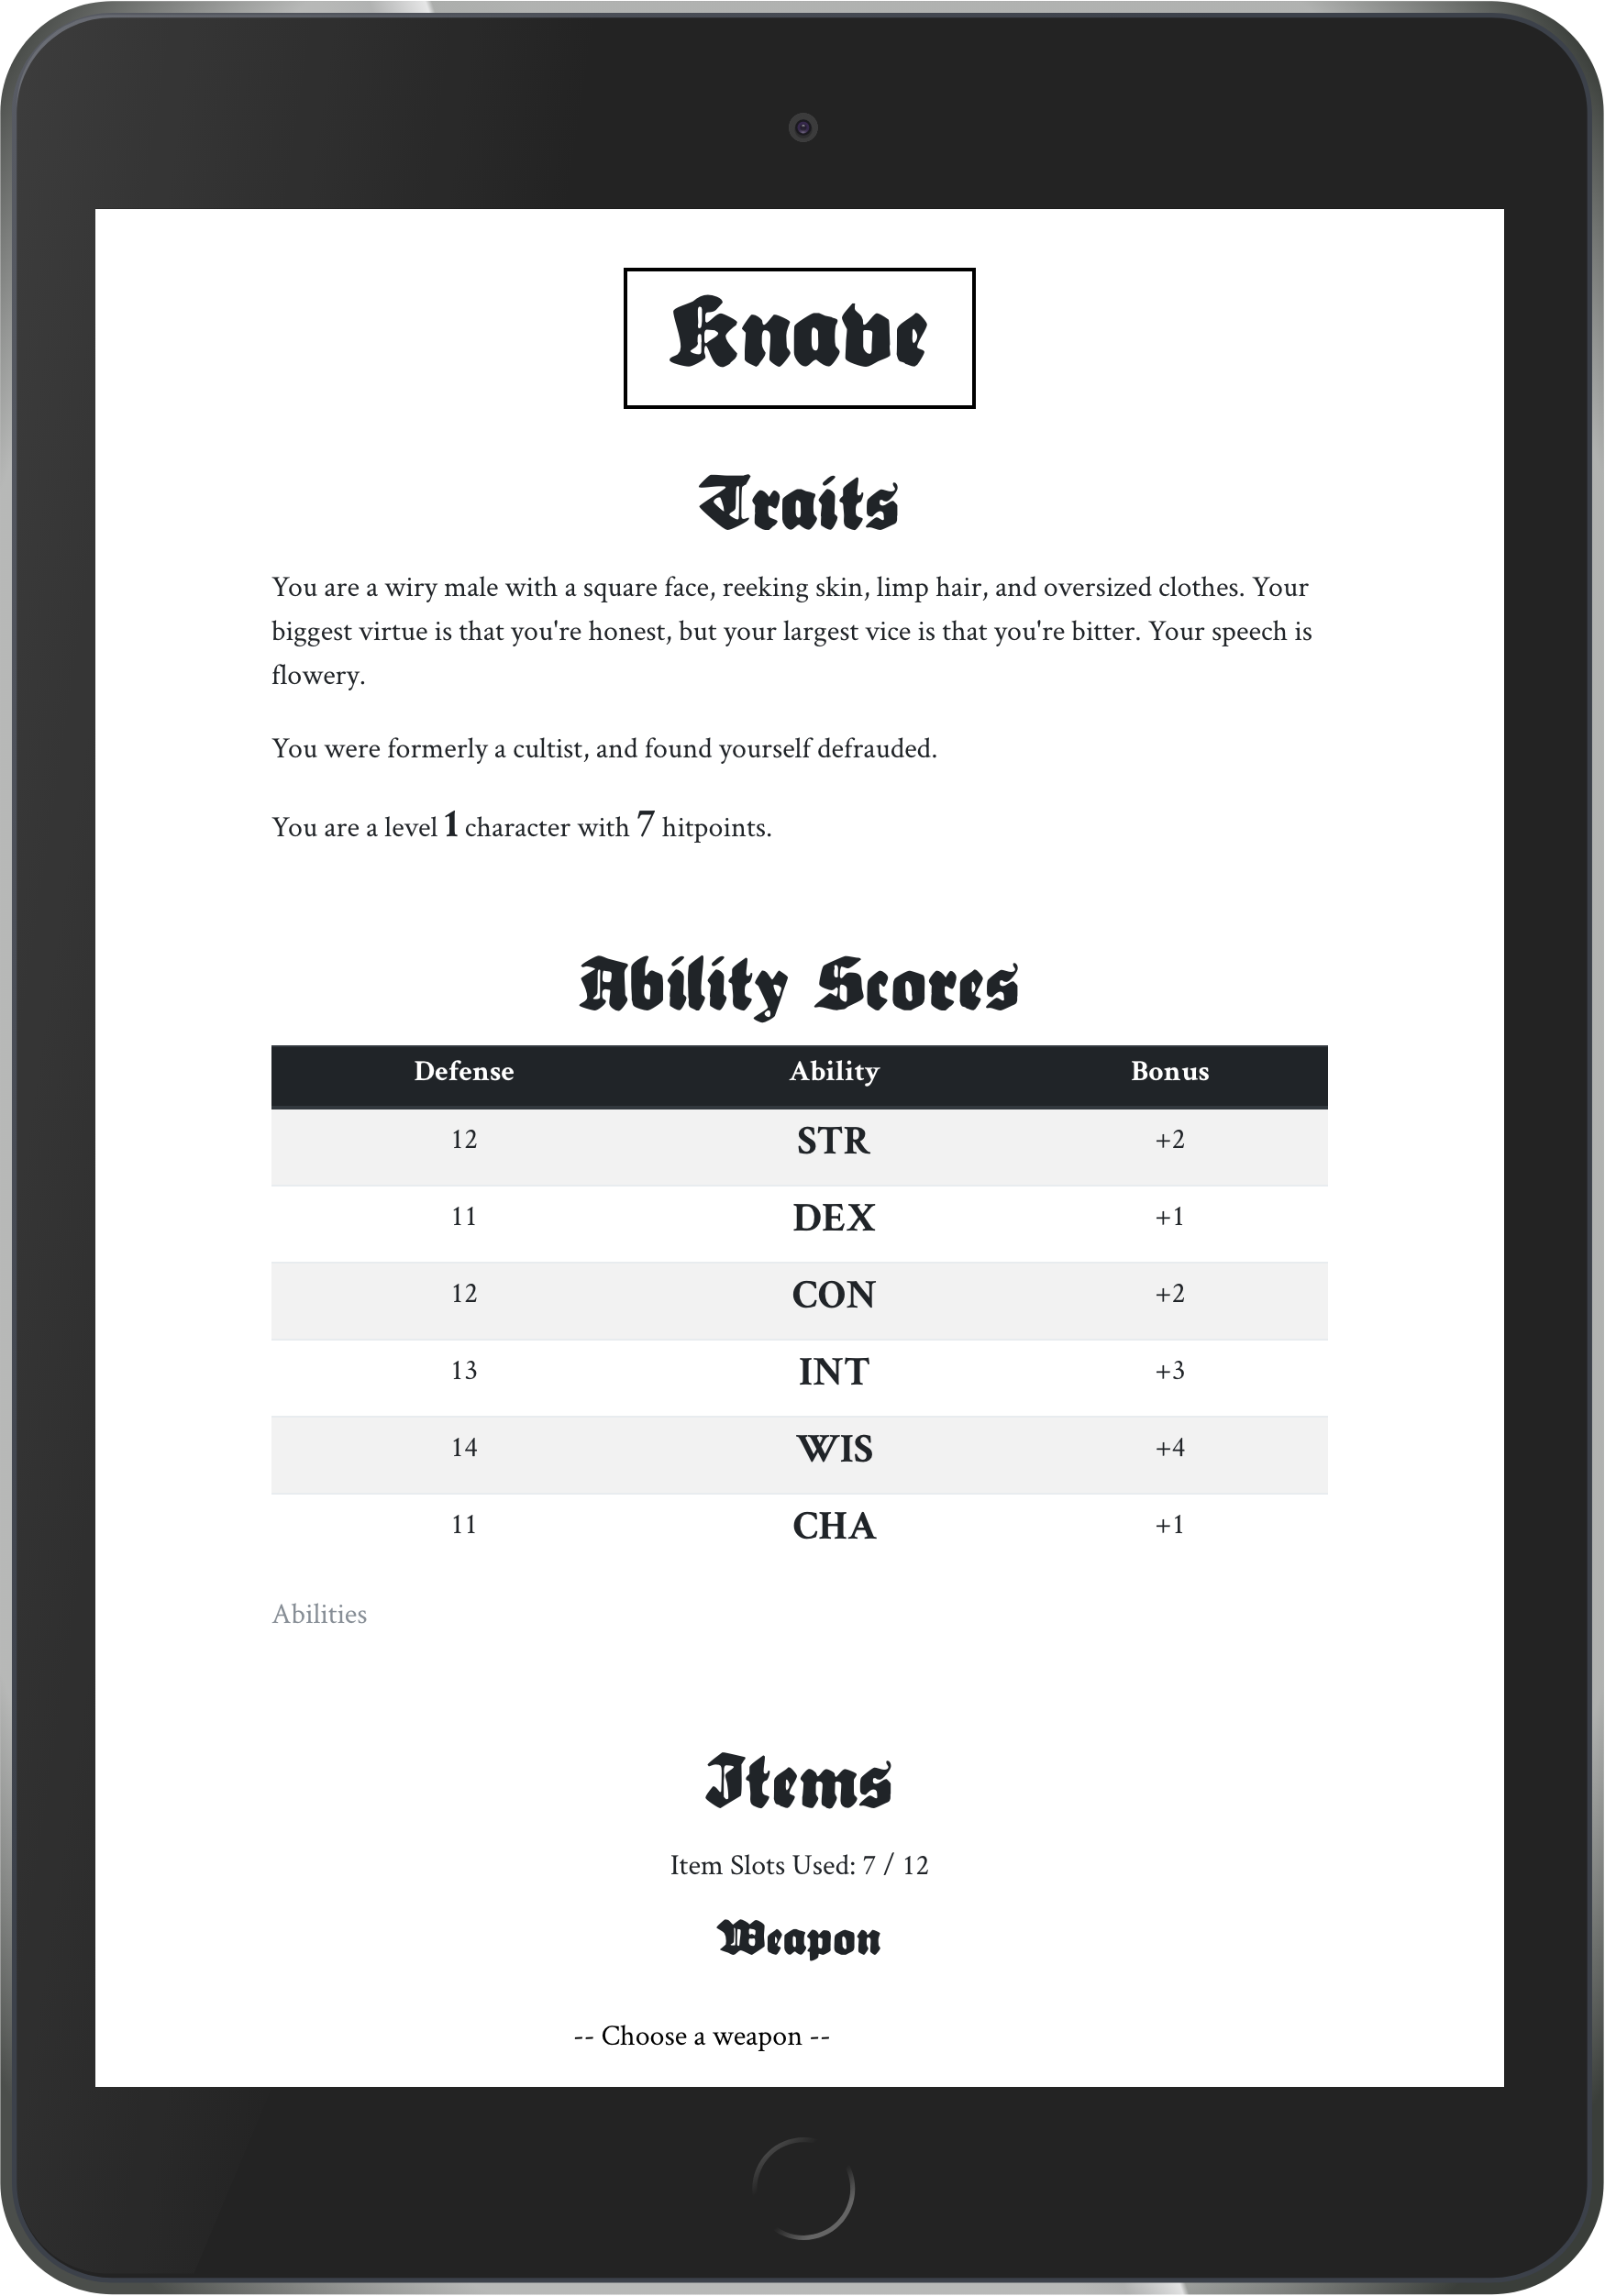 Knave
Traits
You are a wiry male with a square face, reeking skin, limp hair, and oversized clothes. Your
biggest virtue is that you're honest, but your largest vice is that you're bitter. Your speech is
flowery.
You were formerly a cultist, and found yourself defrauded.
You are a level 1 character with 7 hitpoints.
Ability Scores
Defense Ability Bonus
12 STR +2
11 DEX +1
12 CON +2
13 INT +3
14 WIS +4
11 CHA +1
Abilities
Items
Item Slots Used: 7 / 12
Weapon
-- Choose a weapon --